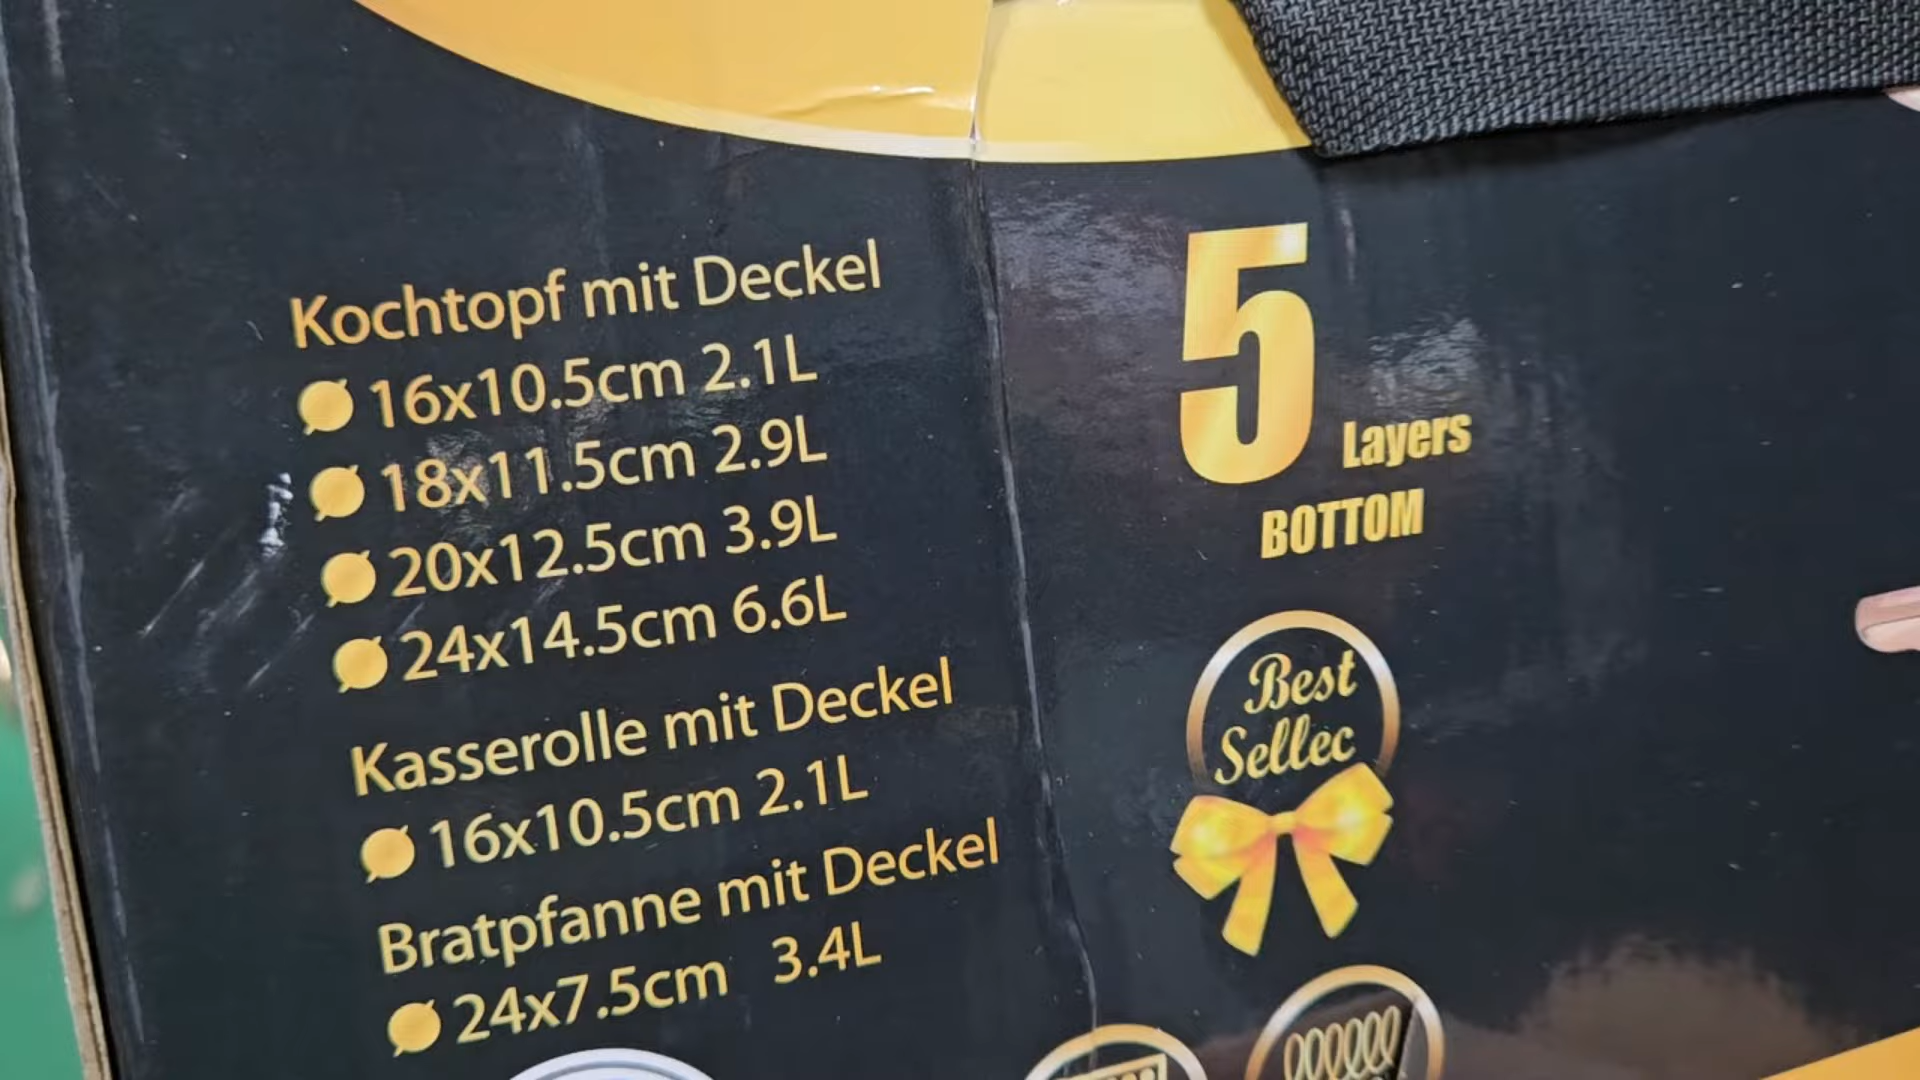 Kochtopf mit Deckel
Ø 16x10.5cm 2.1L
Ø 18x11.5cm 2.9L
Ø 20x12.5cm 3.9L
Ø 24x14.5cm 6.6L
Kasserolle mit Deckel
Ø 16x10.5cm 2.1L
Bratpfanne mit Deckel
Ø 24x7.5cm 3.4L
5 Layers
BOTTOM
Best
Sellec